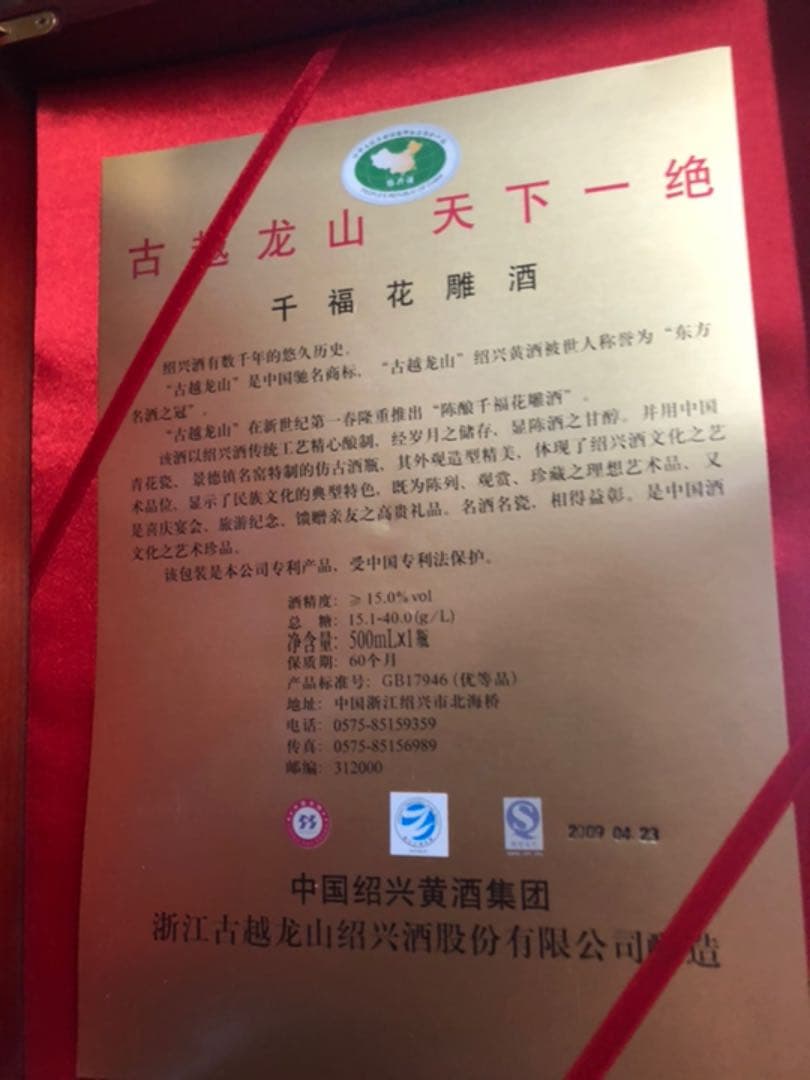 古越龙山 天下一绝
千福花雕酒
绍兴酒有数千年的悠久历史。
“古越龙山”是中国驰名商标，“古越龙山”绍兴黄酒被世人称誉为“东方
名酒之冠”。
“古越龙山”在新世纪第一春隆重推出“陈酿千福花雕酒”。
该酒以绍兴酒传统工艺精心酿制，经岁月之储存，显陈酒之甘醇。并用中国
青花瓷、景德镇名窑特制的仿古酒瓶，其外观造型精美，体现了绍兴酒文化之艺
术品位，显示了民族文化的典型特色，既为陈列、观赏、珍藏之理想艺术品、又
是喜庆宴会、旅游纪念、馈赠亲友之高贵礼品。名酒名瓷，相得益彰。是中国酒
文化之艺术珍品。
该包装是本公司专利产品、受中国专利法保护。
酒精度：≥15.0%vol
总 糖：15.1-40.0(g/L)
净含量：500mLx1瓶
保质期：60个月
产品标准号：GB17946(优等品)
地址：中国浙江绍兴市北海桥
电话：0575-85159359
传真：0575-85156989
邮编：312000
2009 04 23
中国绍兴黄酒集团
浙江古越龙山绍兴酒股份有限公司酿造